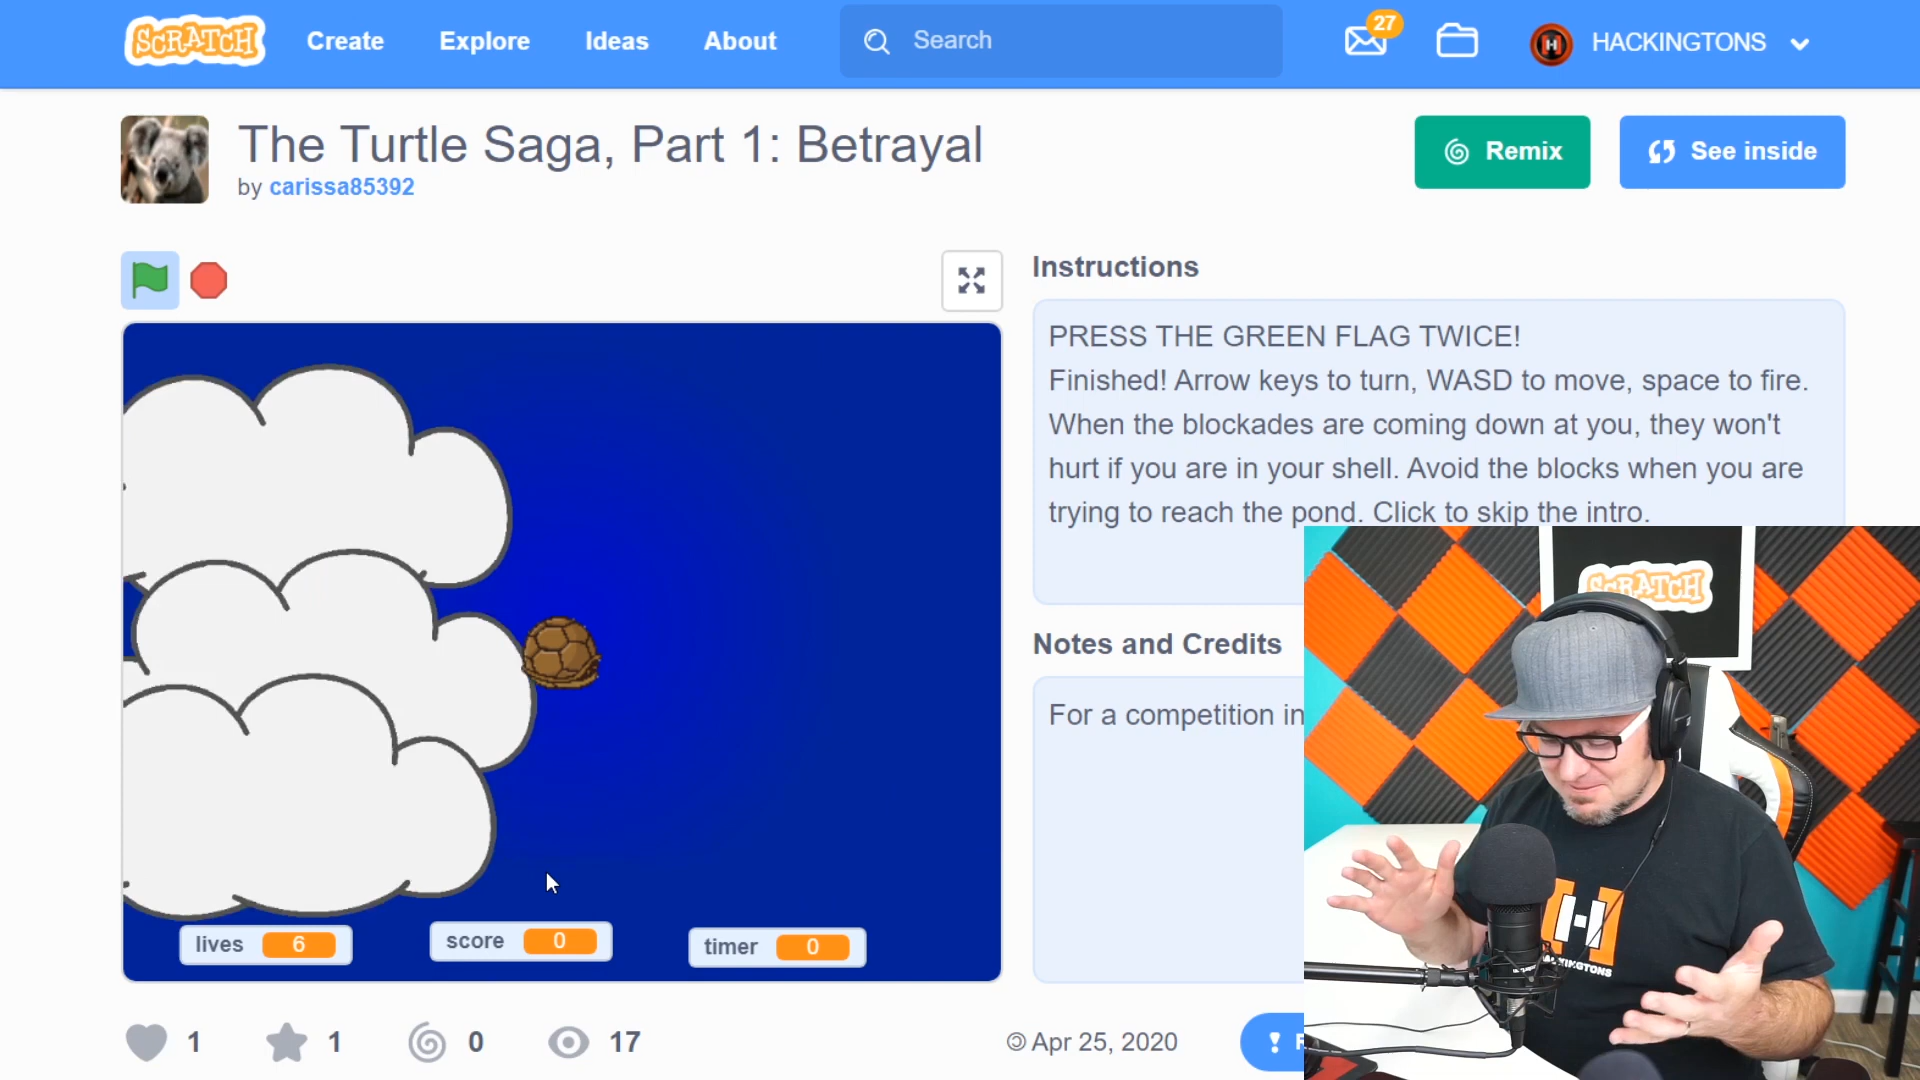 SCRATCH Create Explore Ideas About Search 27 HACKINGTONS
The Turtle Saga, Part 1: Betrayal
by carissa85392
Remix
See inside
Instructions
PRESS THE GREEN FLAG TWICE!
Finished! Arrow keys to turn, WASD to move, space to fire.
When the blockades are coming down at you, they won't
hurt if you are in your shell. Avoid the blocks when you are
trying to reach the pond. Click to skip the intro.
Notes and Credits
For a competition in
lives 6
score 0
timer 0
1 1 0 17
Apr 25, 2020
SCRATCH
H